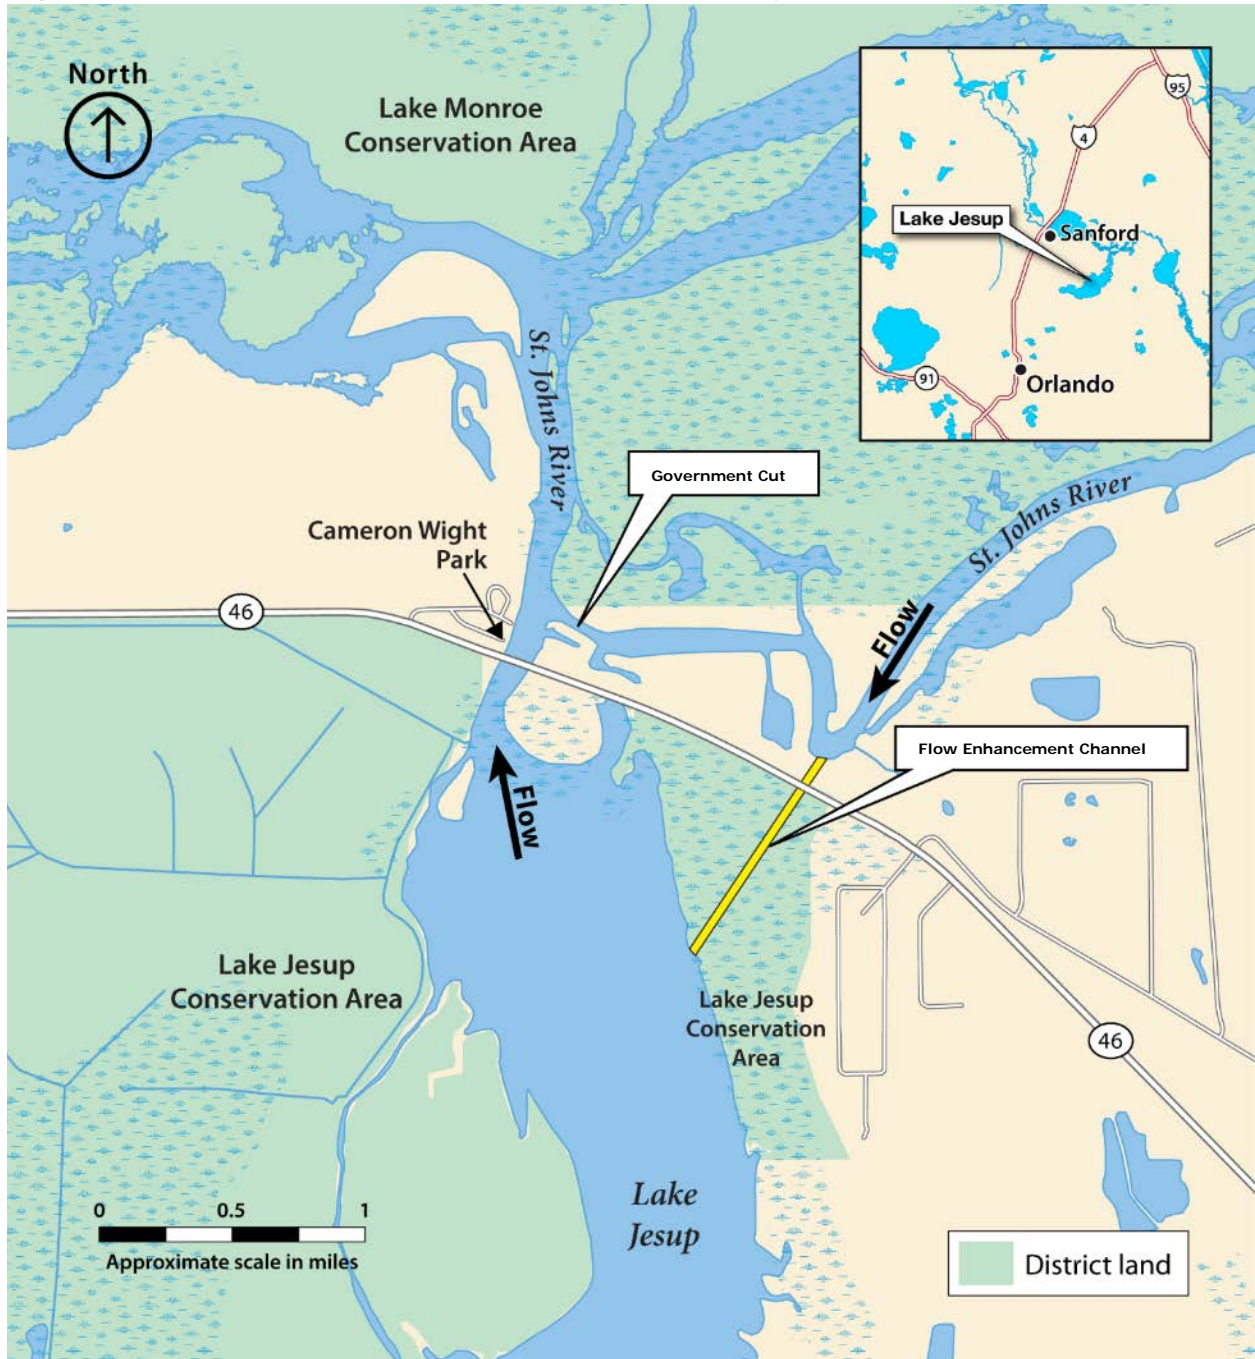 North
Lake Monroe
Conservation Area
95
4
Lake Jesup
Sanford
91
Orlando
St. Johns River
Government Cut
St. Johns River
Cameron Wight
Park
46
Flow
Flow Enhancement Channel
Flow
Lake Jesup
Conservation Area
Lake Jesup
Conservation
Area
46
Lake
Jesup
0 0.5 1
Approximate scale in miles
District land